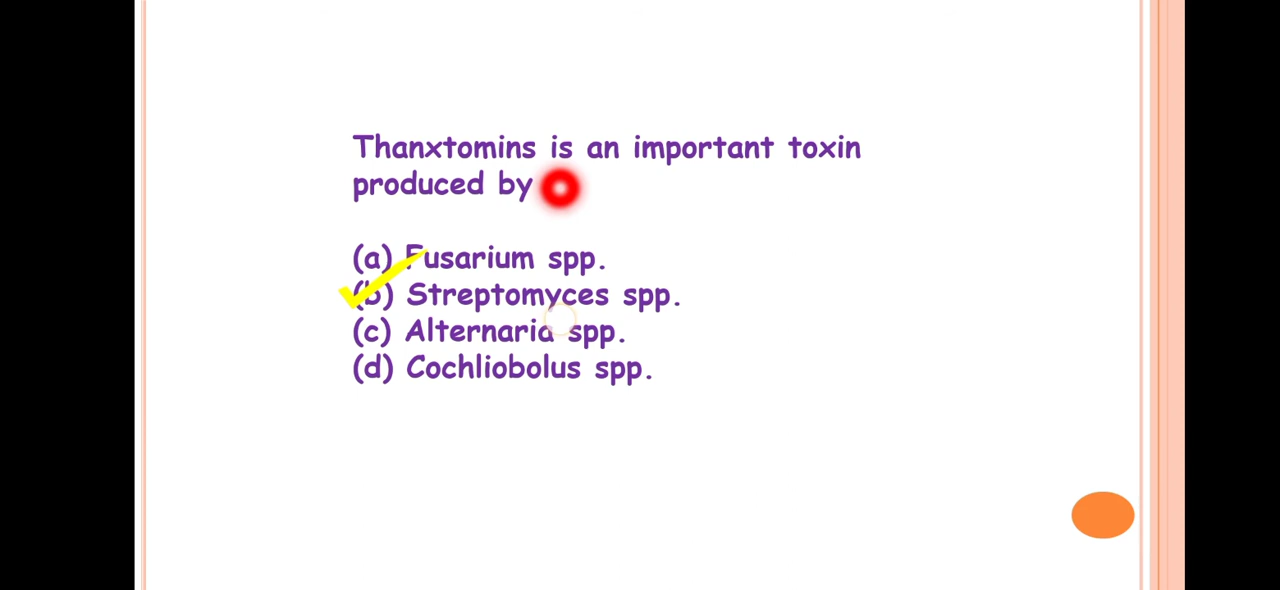 Thanxtomins is an important toxin
produced by
(a) Fusarium spp.
(b) Streptomyces spp.
(c) Alternaria spp.
(d) Cochliobolus spp.